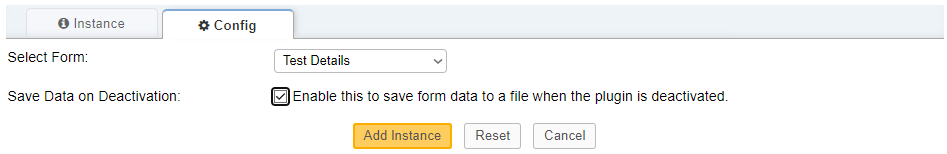 Instance
Config
Select Form:
Test Details
Save Data on Deactivation:
Enable this to save form data to a file when the plugin is deactivated.
Add Instance
Reset
Cancel